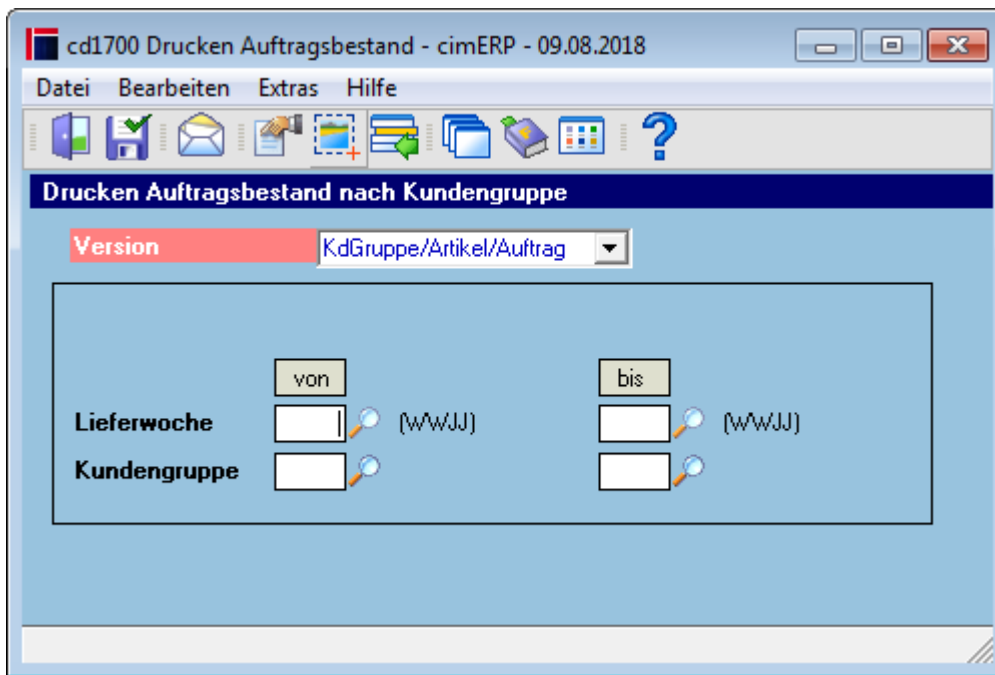 cd1700 Drucken Auftragsbestand - cimERP - 09.08.2018
Datei Bearbeiten Extras Hilfe
Drucken Auftragsbestand nach Kundengruppe
Version KdGruppe/Artikel/Auftrag
von bis
Lieferwoche (WWJJ) (WWJJ)
Kundengruppe